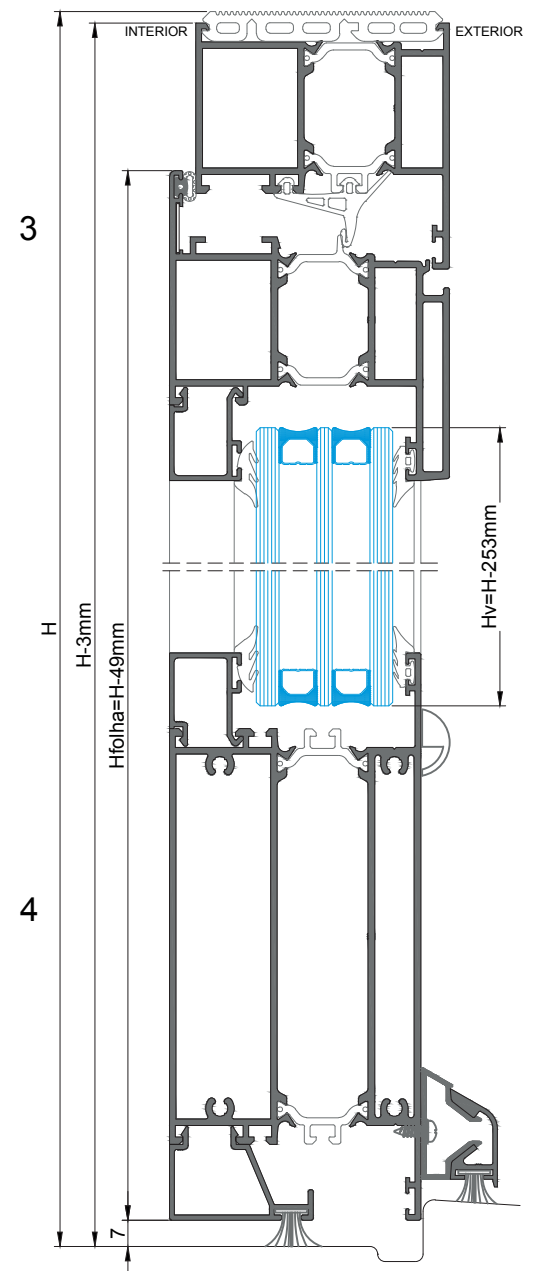 INTERIOR
EXTERIOR
3
H
H-3mm
Hfolha=H-49mm
Hv=H-253mm
4
7